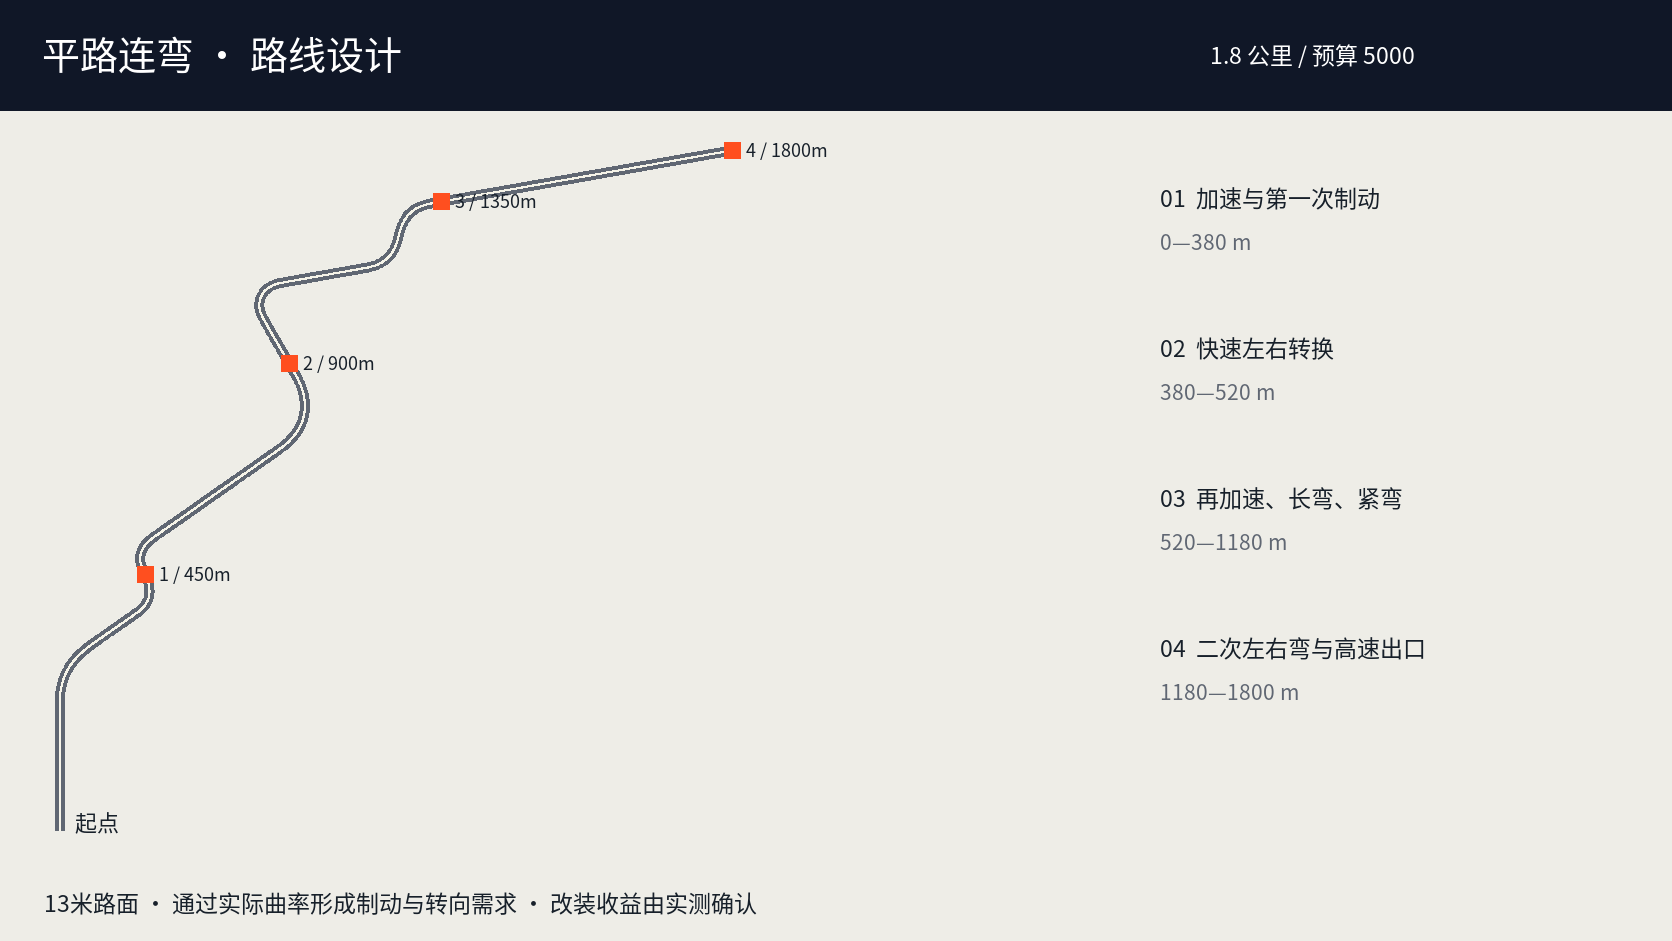 平路连弯 · 路线设计
1.8 公里 / 预算 5000
4 / 1800m
3 / 1350m
2 / 900m
1 / 450m
起点
01 加速与第一次制动
0—380 m
02 快速左右转换
380—520 m
03 再加速、长弯、紧弯
520—1180 m
04 二次左右弯与高速出口
1180—1800 m
13米路面 · 通过实际曲率形成制动与转向需求 · 改装收益由实测确认